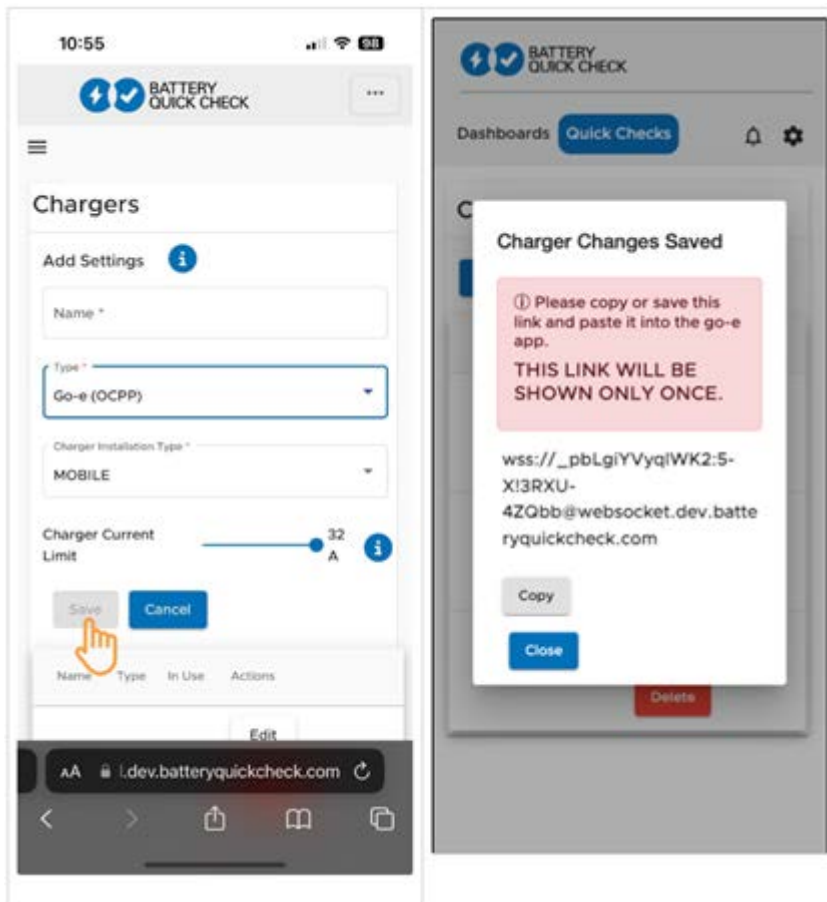 10:55
98
BATTERY
QUICK CHECK
...
Chargers
Add Settings i
Name *
Type *
Go-e (OCPP)
Charger Installation Type *
MOBILE
Charger Current
Limit
32
A
i
Save Cancel
Name Type In Use Actions
Edit
AA l.dev.batteryquickcheck.com
BATTERY
QUICK CHECK
Dashboards Quick Checks
C
Charger Changes Saved
ⓘ Please copy or save this
link and paste it into the go-e
app.
THIS LINK WILL BE
SHOWN ONLY ONCE.
wss://_pbLgiYVyqlWK2:5-
X!3RXU-
4ZQbb@websocket.dev.batte
ryquickcheck.com
Copy
Close
Delete